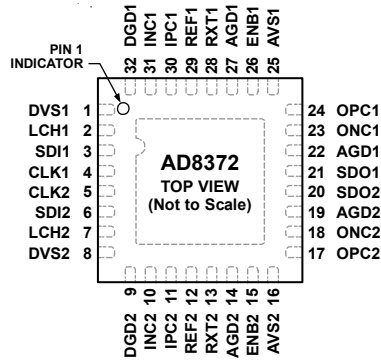 32 DGD1
31 INC1
30 IPC1
29 REF1
28 RXT1
27 AGD1
26 ENB1
25 AVS1
PIN 1
INDICATOR
DVS1 1
LCH1 2
SDI1 3
CLK1 4
CLK2 5
SDI2 6
LCH2 7
DVS2 8
AD8372
TOP VIEW
(Not to Scale)
24 OPC1
23 ONC1
22 AGD1
21 SDO1
20 SDO2
19 AGD2
18 ONC2
17 OPC2
DGD2 9
INC2 10
IPC2 11
REF2 12
RXT2 13
AGD2 14
ENB2 15
AVS2 16